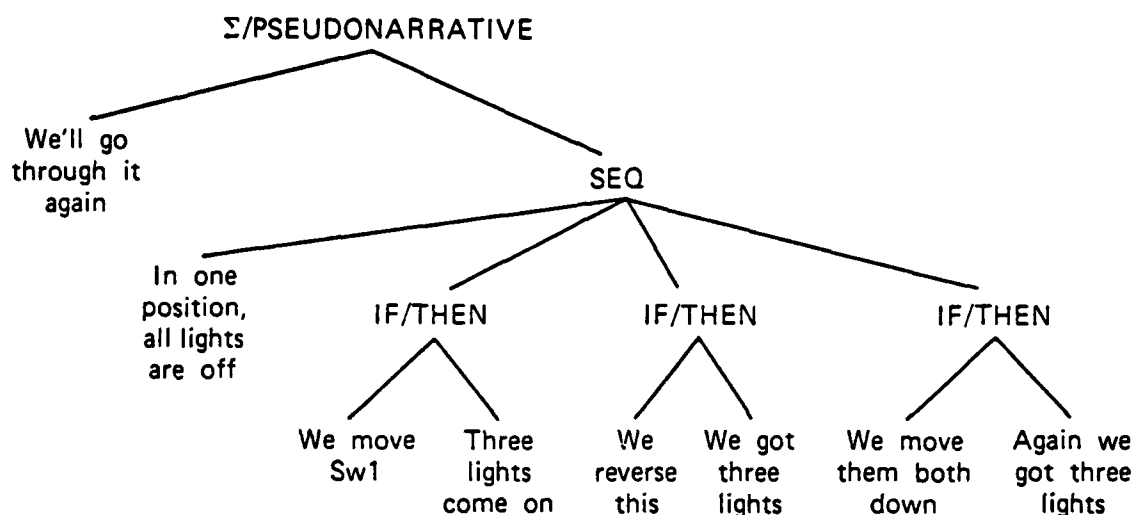 Σ/PSEUDONARRATIVE
We'll go
through it
again
SEQ
In one
position,
all lights
are off
IF/THEN
IF/THEN
IF/THEN
We move
Sw1
Three
lights
come on
We
reverse
this
We got
three
lights
We move
them both
down
Again we
got three
lights